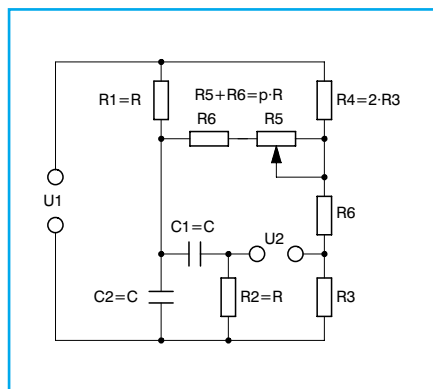 R1=R
R5+R6=p·R
R4=2·R3
R6
R5
U1
R6
C1=C
U2
C2=C
R2=R
R3